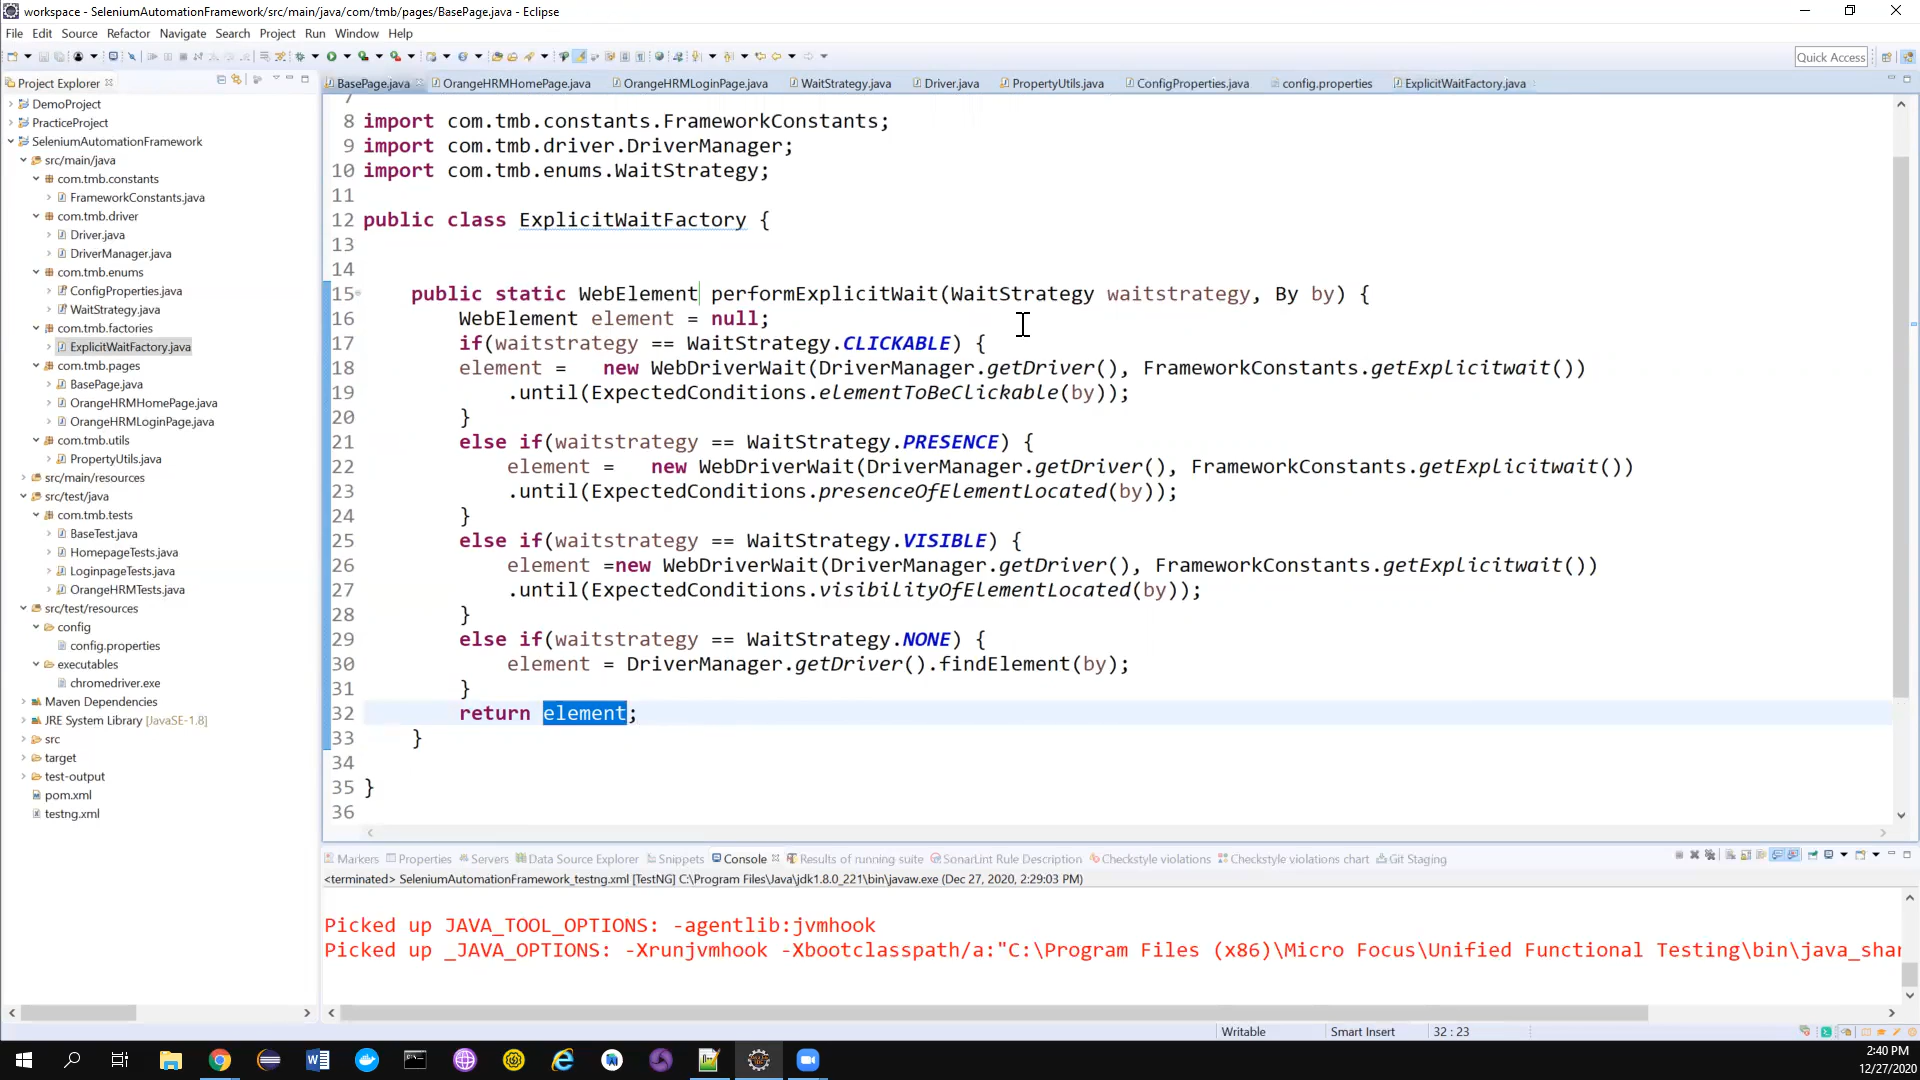 workspace - SeleniumAutomationFramework/src/main/java/com/tmb/pages/BasePage.java - Eclipse
File Edit Source Refactor Navigate Search Project Run Window Help
Quick Access
Project Explorer
BasePage.java OrangeHRMHomePage.java OrangeHRMLoginPage.java WaitStrategy.java Driver.java PropertyUtils.java ConfigProperties.java config.properties ExplicitWaitFactory.java
DemoProject
PracticeProject
SeleniumAutomationFramework
src/main/java
com.tmb.constants
FrameworkConstants.java
com.tmb.driver
Driver.java
DriverManager.java
com.tmb.enums
ConfigProperties.java
WaitStrategy.java
com.tmb.factories
ExplicitWaitFactory.java
com.tmb.pages
BasePage.java
OrangeHRMHomePage.java
OrangeHRMLoginPage.java
com.tmb.utils
PropertyUtils.java
src/main/resources
src/test/java
com.tmb.tests
BaseTest.java
HomepageTests.java
LoginpageTests.java
OrangeHRMTests.java
src/test/resources
config
config.properties
executables
chromedriver.exe
Maven Dependencies
JRE System Library [JavaSE-1.8]
src
target
test-output
pom.xml
testng.xml
7
8 import com.tmb.constants.FrameworkConstants;
9 import com.tmb.driver.DriverManager;
10 import com.tmb.enums.WaitStrategy;
11
12 public class ExplicitWaitFactory {
13
14
15 public static WebElement performExplicitWait(WaitStrategy waitstrategy, By by) {
16 WebElement element = null;
17 if(waitstrategy == WaitStrategy.CLICKABLE) {
18 element = new WebDriverWait(DriverManager.getDriver(), FrameworkConstants.getExplicitwait())
19 .until(ExpectedConditions.elementToBeClickable(by));
20 }
21 else if(waitstrategy == WaitStrategy.PRESENCE) {
22 element = new WebDriverWait(DriverManager.getDriver(), FrameworkConstants.getExplicitwait())
23 .until(ExpectedConditions.presenceOfElementLocated(by));
24 }
25 else if(waitstrategy == WaitStrategy.VISIBLE) {
26 element =new WebDriverWait(DriverManager.getDriver(), FrameworkConstants.getExplicitwait())
27 .until(ExpectedConditions.visibilityOfElementLocated(by));
28 }
29 else if(waitstrategy == WaitStrategy.NONE) {
30 element = DriverManager.getDriver().findElement(by);
31 }
32 return element;
33 }
34
35 }
36
Markers Properties Servers Data Source Explorer Snippets Console Results of running suite SonarLint Rule Description Checkstyle violations Checkstyle violations chart Git Staging
<terminated> SeleniumAutomationFramework_testng.xml [TestNG] C:\Program Files\Java\jdk1.8.0_221\bin\javaw.exe (Dec 27, 2020, 2:29:03 PM)
Picked up JAVA_TOOL_OPTIONS: -agentlib:jvmhook
Picked up _JAVA_OPTIONS: -Xrunjvmhook -Xbootclasspath/a:"C:\Program Files (x86)\Micro Focus\Unified Functional Testing\bin\java_shar
Writable Smart Insert 32 : 23
2:40 PM
12/27/2020